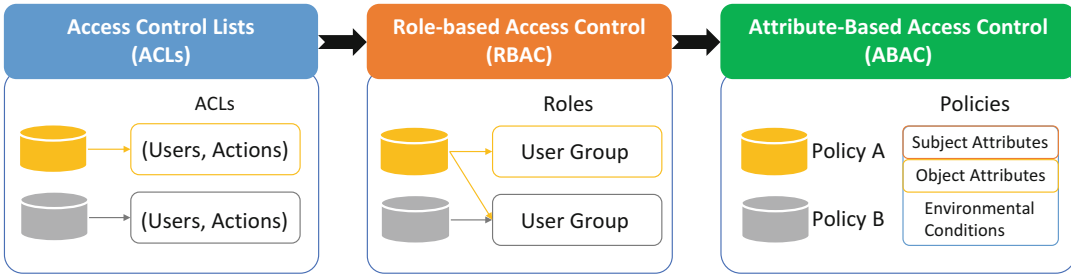 Access Control Lists
(ACLs)
Role-based Access Control
(RBAC)
Attribute-Based Access Control
(ABAC)
ACLs
(Users, Actions)
(Users, Actions)
Roles
User Group
User Group
Policies
Policy A
Policy B
Subject Attributes
Object Attributes
Environmental
Conditions